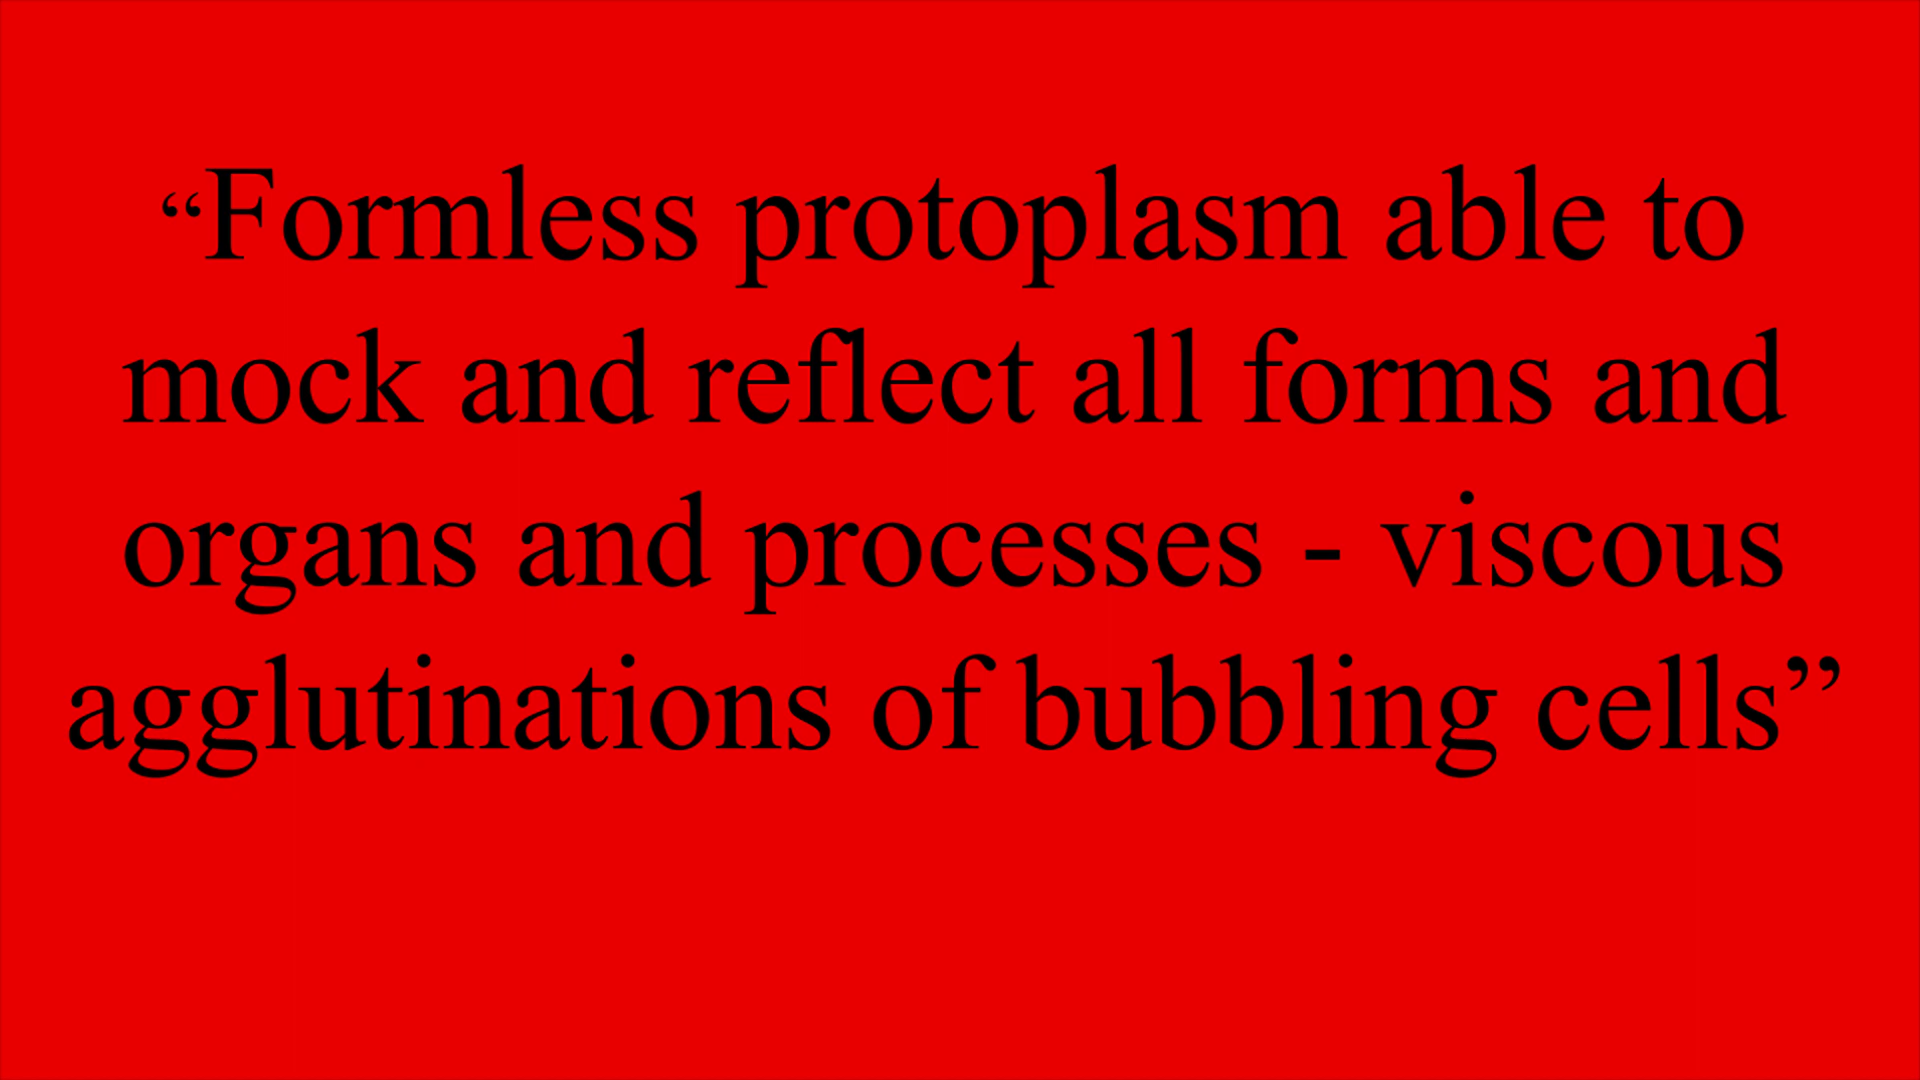 “Formless protoplasm able to
mock and reflect all forms and
organs and processes - viscous
agglutinations of bubbling cells”